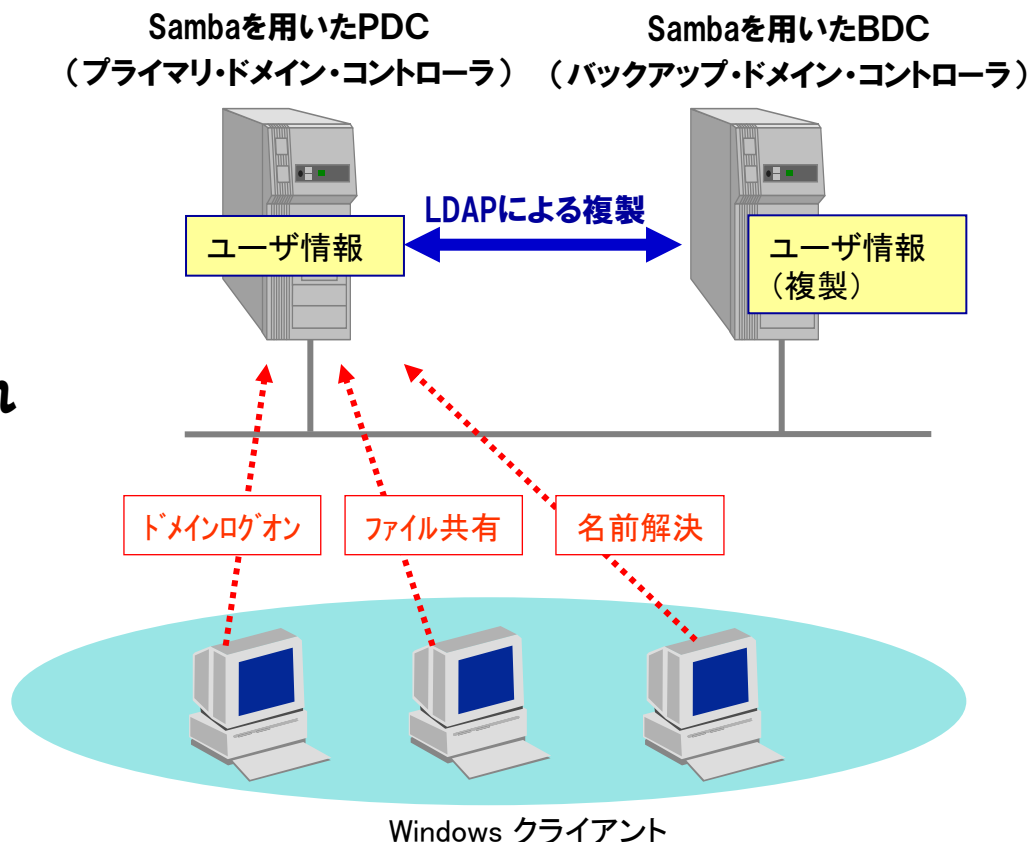 Sambaを用いたPDC
（プライマリ・ドメイン・コントローラ）
Sambaを用いたBDC
（バックアップ・ドメイン・コントローラ）
LDAPによる複製
ユーザ情報
ユーザ情報
（複製）
れ
ﾄﾞﾒｲﾝﾛｸﾞｵﾝ
ﾌｧｲﾙ共有
名前解決
Windows クライアント